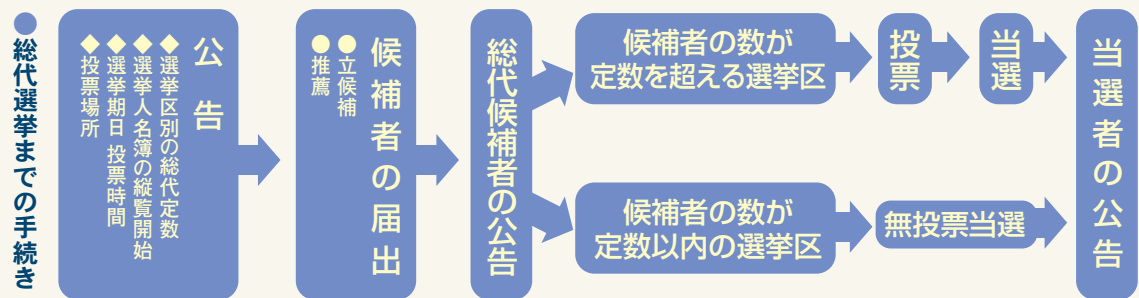 ●総代選挙までの手続き
公告
◆選挙区別の総代定数
◆選挙人名簿の縦覧開始
◆選挙期日 投票時間
◆投票場所
候補者の届出
●立候補
●推薦
総代候補者の公告
候補者の数が
定数を超える選挙区
投票
当選
候補者の数が
定数以内の選挙区
無投票当選
当選者の公告